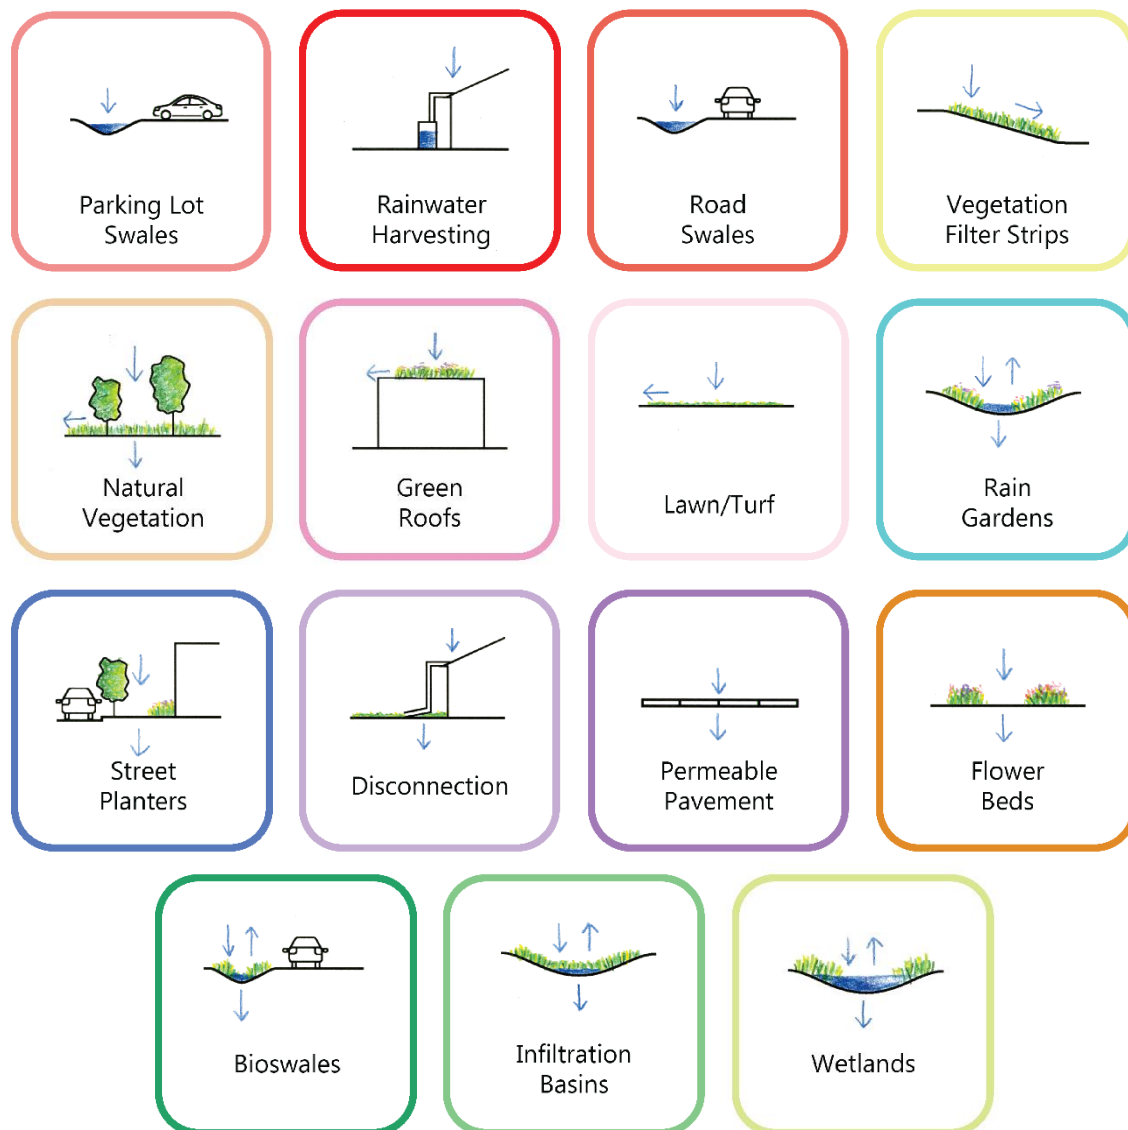 Parking Lot
Swales
Rainwater
Harvesting
Road
Swales
Vegetation
Filter Strips
Natural
Vegetation
Green
Roofs
Lawn/Turf
Rain
Gardens
Street
Planters
Disconnection
Permeable
Pavement
Flower
Beds
Bioswales
Infiltration
Basins
Wetlands